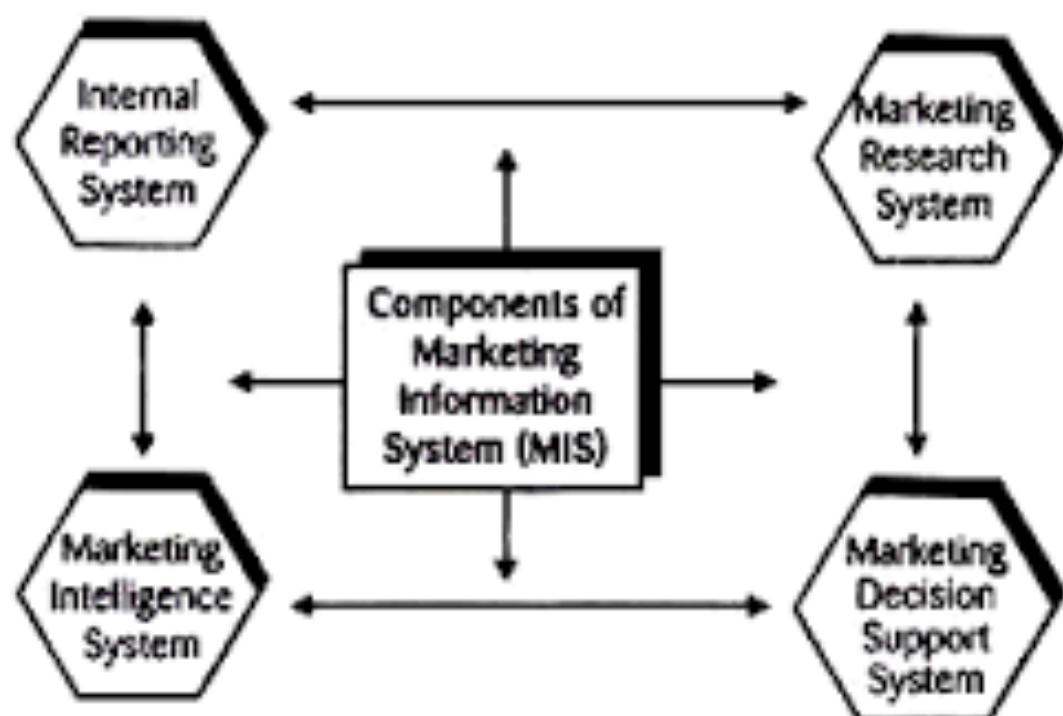 Internal
Reporting
System
Marketing
Research
System
Components of
Marketing
Information
System (MIS)
Marketing
Intelligence
System
Marketing
Decision
Support
System